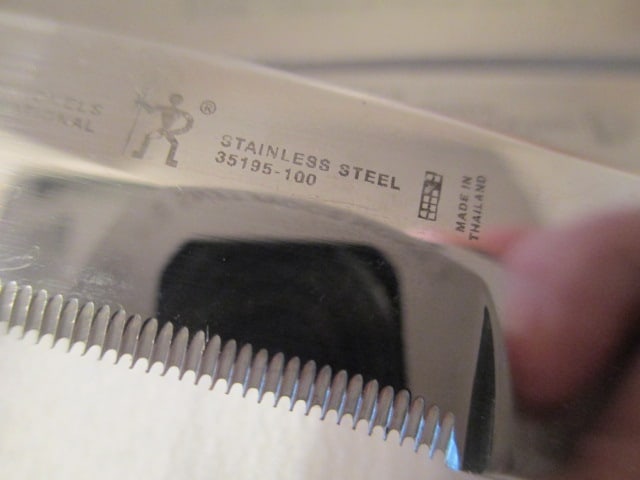 ®
STAINLESS STEEL
35195-100
MADE IN
THAILAND